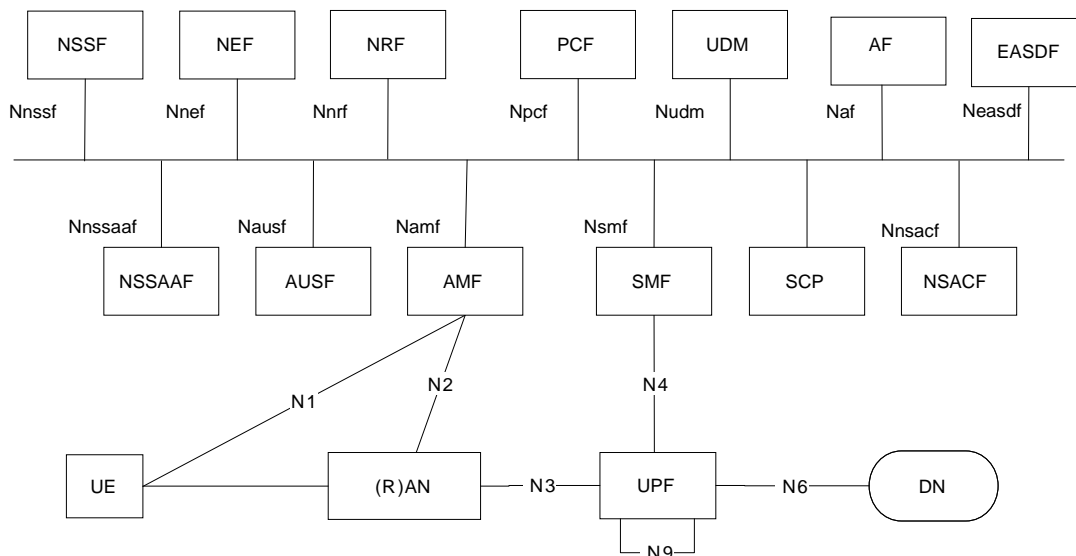 NSSF
NEF
NRF
PCF
UDM
AF
EASDF
Nnssf
Nnef
Nnrf
Npcf
Nudm
Naf
Neasdf
Nnssaaf
Nausf
Namf
Nsmf
Nnsacf
NSSAAF
AUSF
AMF
SMF
SCP
NSACF
N1
N2
N4
UE
(R)AN
N3
UPF
N6
DN
N9